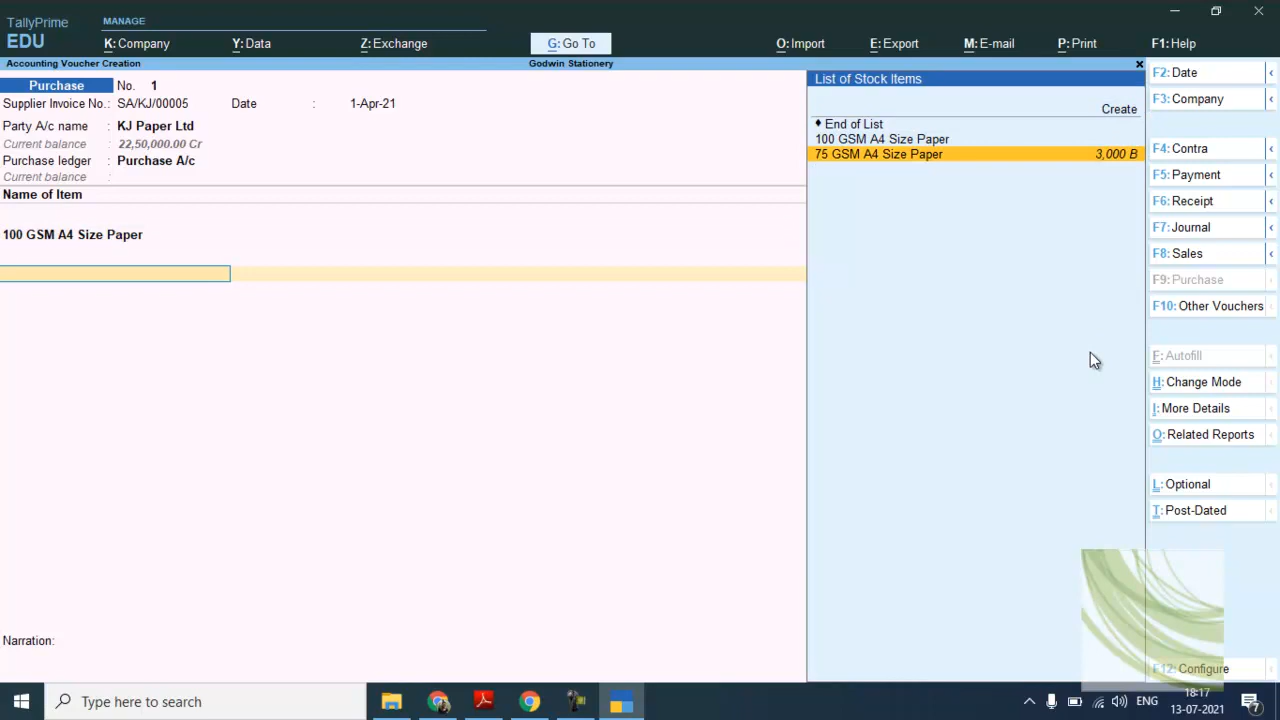 TallyPrime
EDU
MANAGE
K: Company
Y: Data
Z: Exchange
G: Go To
O: Import
E: Export
M: E-mail
P: Print
F1: Help
Accounting Voucher Creation
Godwin Stationery
Purchase No. 1
Supplier Invoice No.: SA/KJ/00005 Date : 1-Apr-21
Party A/c name : KJ Paper Ltd
Current balance : 22,50,000.00 Cr
Purchase ledger : Purchase A/c
Current balance :
Name of Item
100 GSM A4 Size Paper
Narration:
List of Stock Items
Create
♦ End of List
100 GSM A4 Size Paper
75 GSM A4 Size Paper 3,000 B
F2: Date
F3: Company
F4: Contra
F5: Payment
F6: Receipt
F7: Journal
F8: Sales
F9: Purchase
F10: Other Vouchers
F: Autofill
H: Change Mode
I: More Details
O: Related Reports
L: Optional
T: Post-Dated
F12: Configure
Type here to search
ENG
18:17
13-07-2021
7